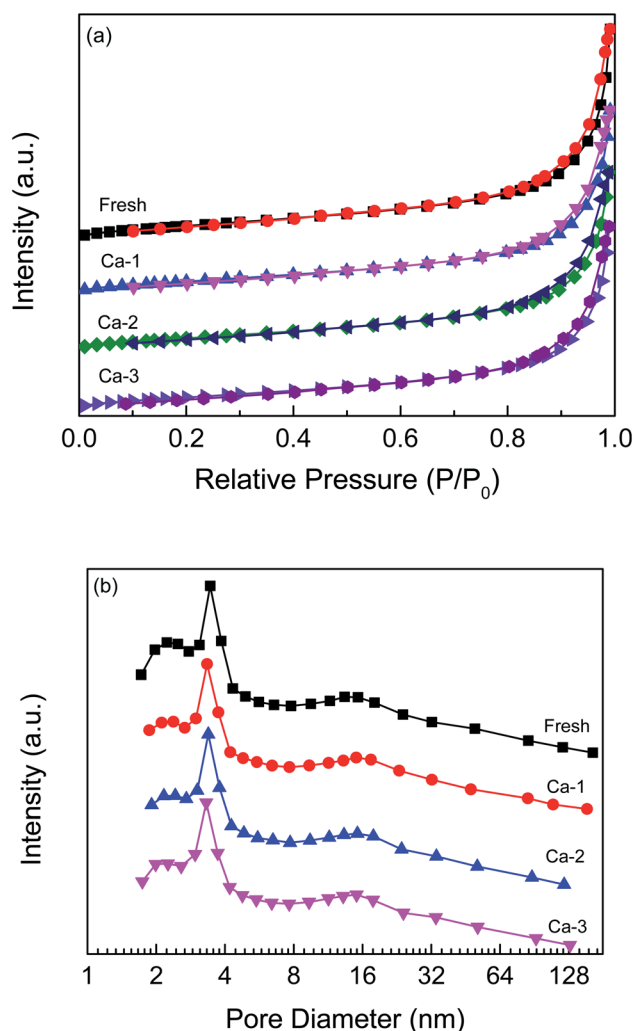 (a)
Intensity (a.u.)
Fresh
Ca-1
Ca-2
Ca-3
0.0 0.2 0.4 0.6 0.8 1.0
Relative Pressure (P/P₀)
(b)
Intensity (a.u.)
Fresh
Ca-1
Ca-2
Ca-3
1 2 4 8 16 32 64 128
Pore Diameter (nm)